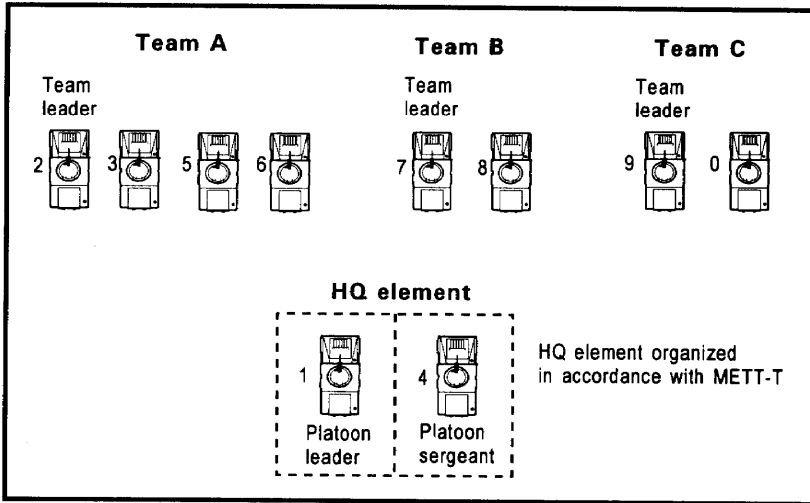 Team A
Team B
Team C
Team leader
Team leader
Team leader
2 3 5 6 7 8 9 0
HQ element
1 4
HQ element organized
in accordance with METT-T
Platoon leader
Platoon sergeant